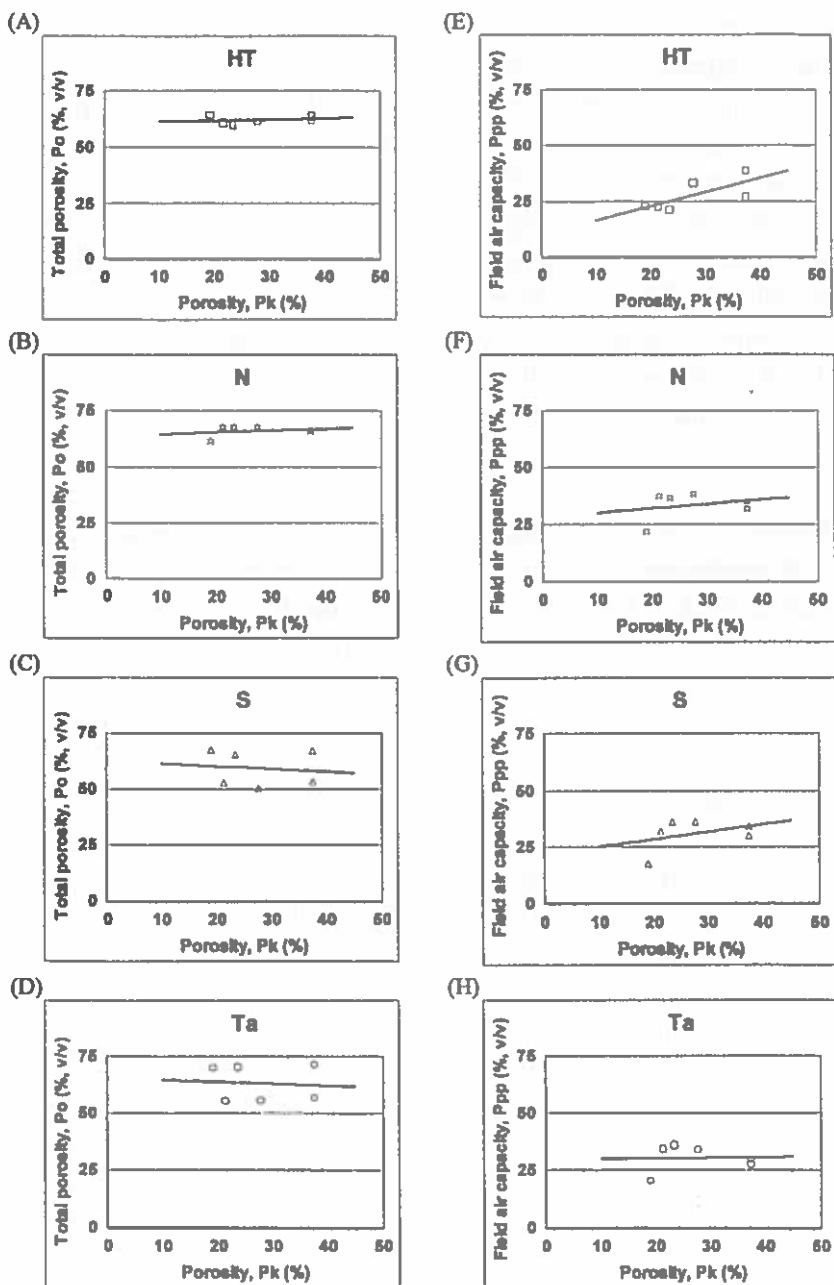 (A)
HT
Total porosity, Po (%, v/v)
75
50
25
0
0 10 20 30 40 50
Porosity, Pk (%)
(E)
HT
Field air capacity, Ppp (%, v/v)
75
50
25
0
0 10 20 30 40 50
Porosity, Pk (%)
(B)
N
Total porosity, Po (%, v/v)
75
50
25
0
0 10 20 30 40 50
Porosity, Pk (%)
(F)
N
Field air capacity, Ppp (%, v/v)
75
50
25
0
0 10 20 30 40 50
Porosity, Pk (%)
(C)
S
Total porosity, Po (%, v/v)
75
50
25
0
0 10 20 30 40 50
Porosity, Pk (%)
(G)
S
Field air capacity, Ppp (%, v/v)
75
50
25
0
0 10 20 30 40 50
Porosity, Pk (%)
(D)
Ta
Total porosity, Po (%, v/v)
75
50
25
0
0 10 20 30 40 50
Porosity, Pk (%)
(H)
Ta
Field air capacity, Ppp (%, v/v)
75
50
25
0
0 10 20 30 40 50
Porosity, Pk (%)